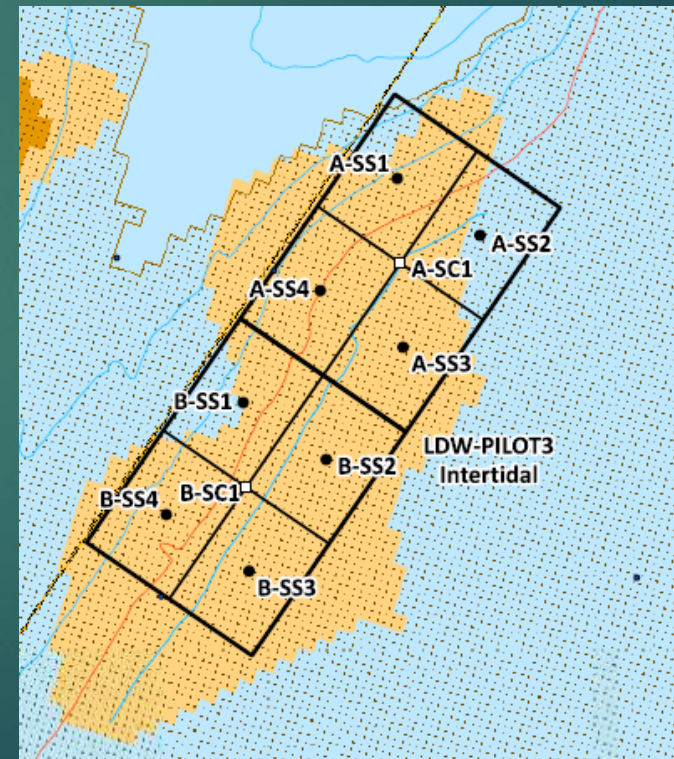 A-SS1
A-SS2
A-SC1
A-SS4
A-SS3
B-SS1
LDW-PILOT3
Intertidal
B-SS2
B-SC1
B-SS4
B-SS3